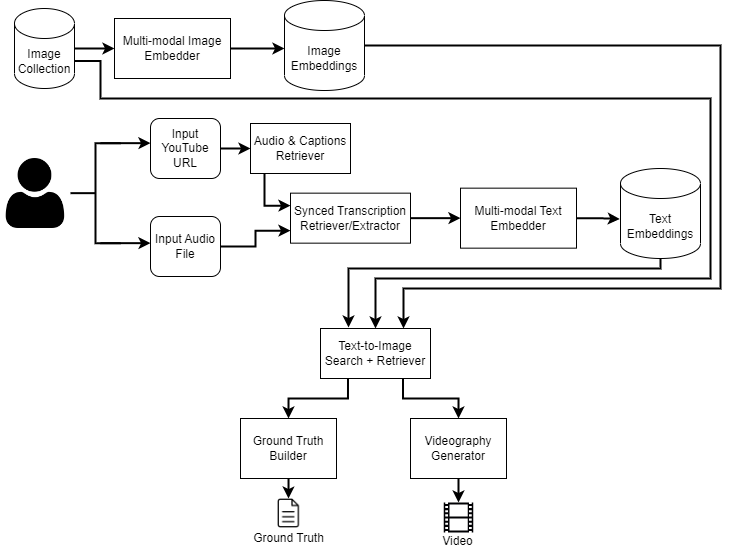 Image
Collection
Multi-modal Image
Embedder
Image
Embeddings
Input
YouTube
URL
Audio & Captions
Retriever
Input Audio
File
Synced Transcription
Retriever/Extractor
Multi-modal Text
Embedder
Text
Embeddings
Text-to-Image
Search + Retriever
Ground Truth
Builder
Videography
Generator
Ground Truth
Video